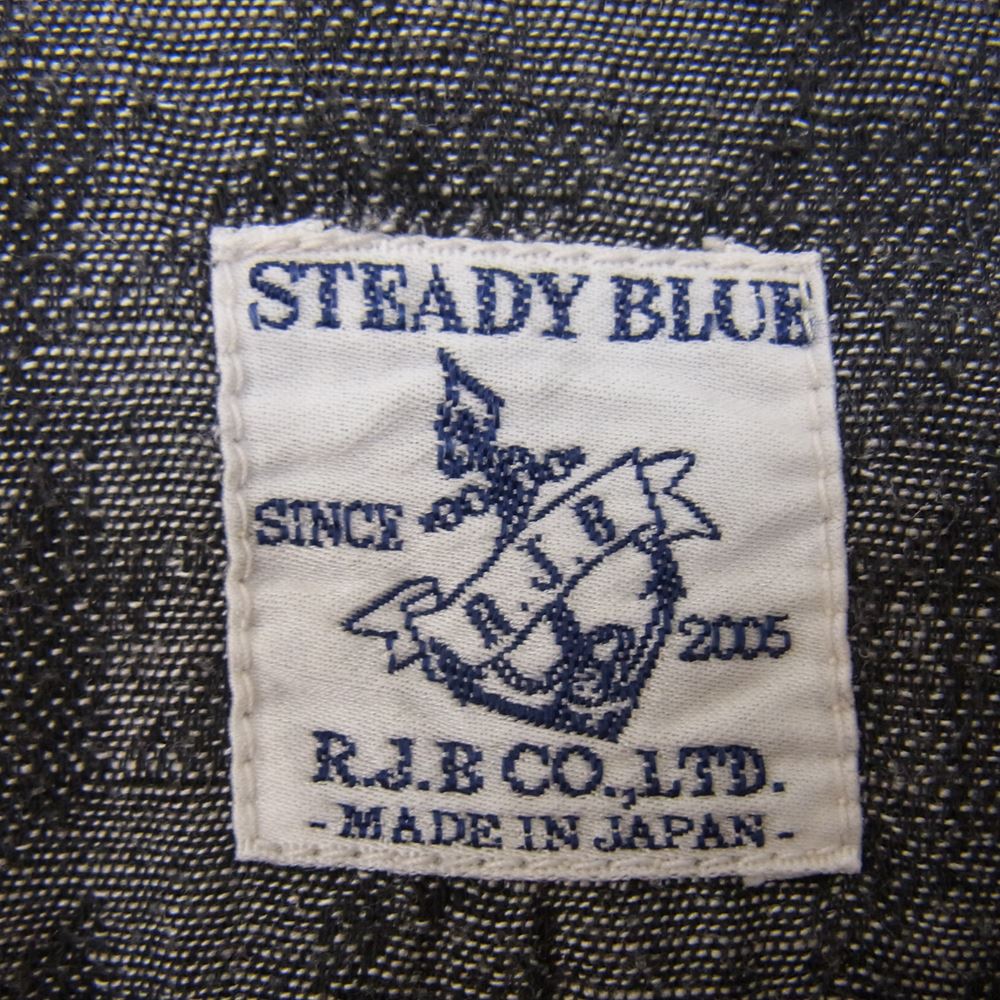 STEADY BLUE
SINCE
R.J.B
2005
R.J.B CO.,LTD.
- MADE IN JAPAN -